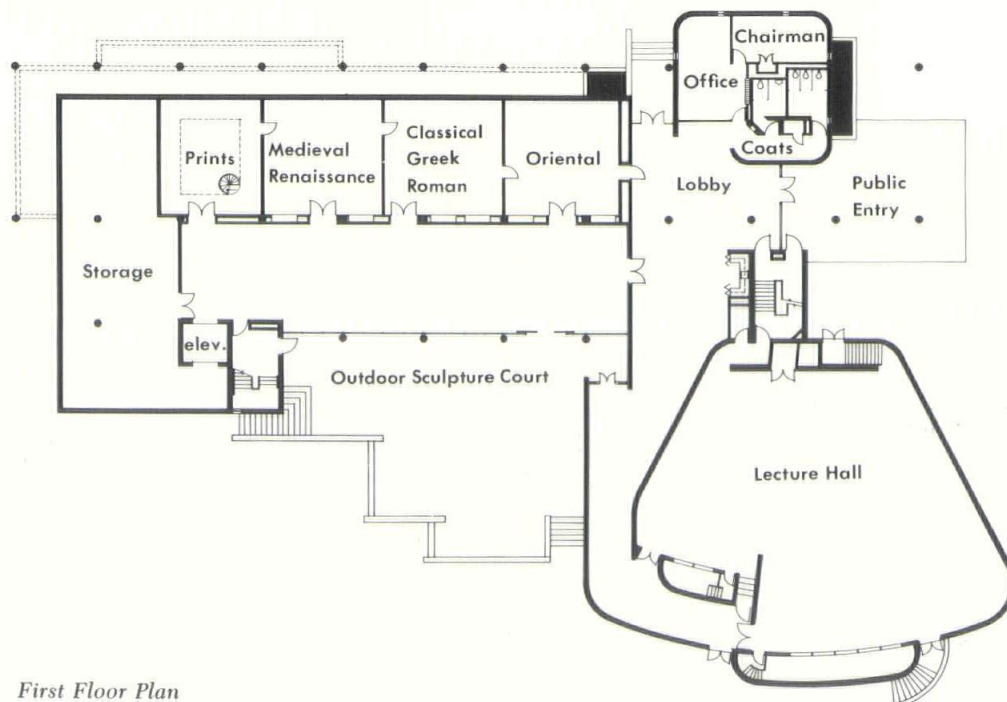 Chairman
Office
Coats
Prints
Medieval
Renaissance
Classical
Greek
Roman
Oriental
Lobby
Public
Entry
Storage
elev.
Outdoor Sculpture Court
Lecture Hall
First Floor Plan